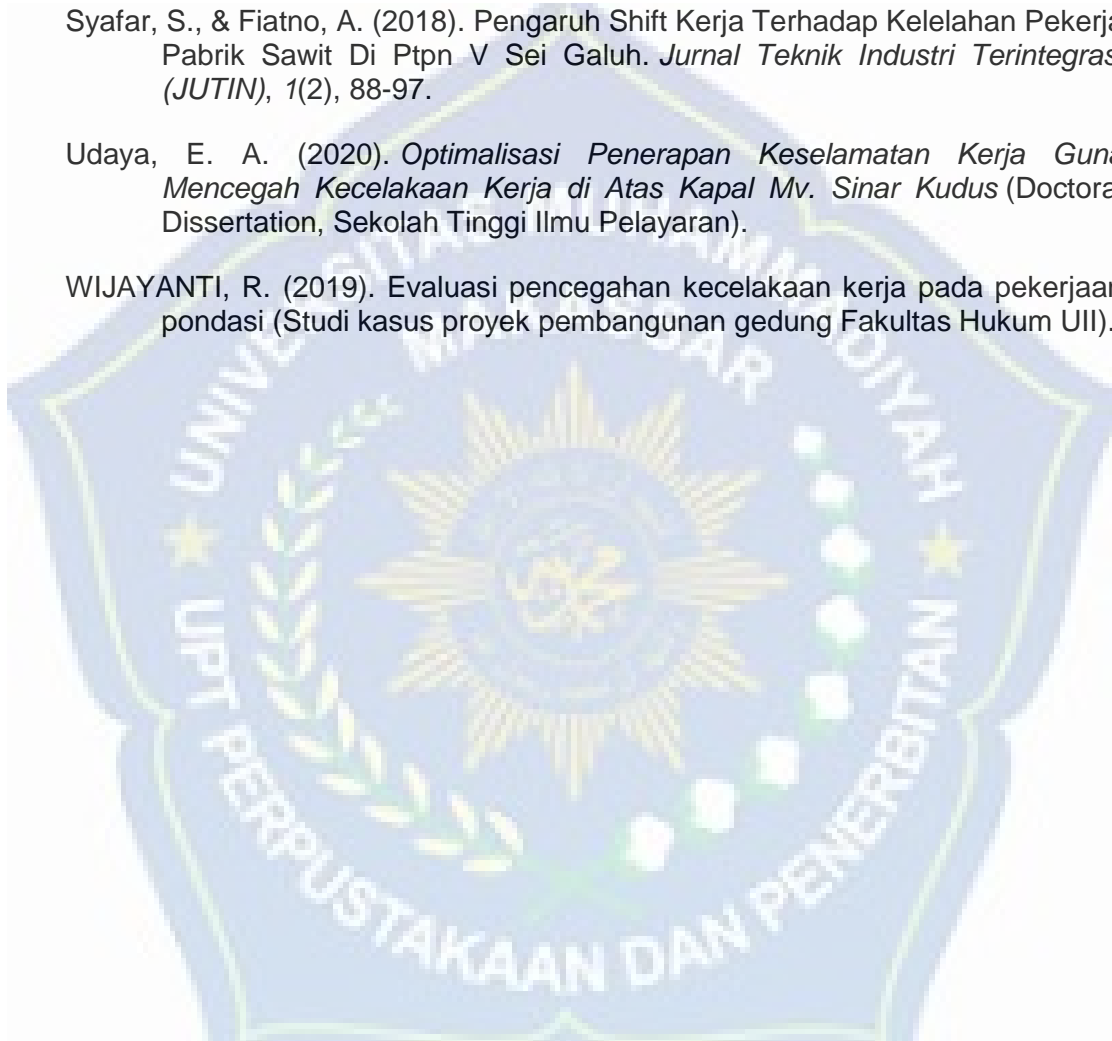 Syafar, S., & Fiatno, A. (2018). Pengaruh Shift Kerja Terhadap Kelelahan Pekerja
Pabrik Sawit Di Ptpn V Sei Galuh. Jurnal Teknik Industri Terintegras
(JUTIN), 1(2), 88-97.
Udaya, E. A. (2020). Optimalisasi Penerapan Keselamatan Kerja Guna
Mencegah Kecelakaan Kerja di Atas Kapal Mv. Sinar Kudus (Doctora
Dissertation, Sekolah Tinggi Ilmu Pelayaran).
WIJAYANTI, R. (2019). Evaluasi pencegahan kecelakaan kerja pada pekerjaan
pondasi (Studi kasus proyek pembangunan gedung Fakultas Hukum UII).
UNIVERSITAS MUHAMMADIYAH
MAKASSAR
UPT PERPUSTAKAAN DAN PENERBITAN